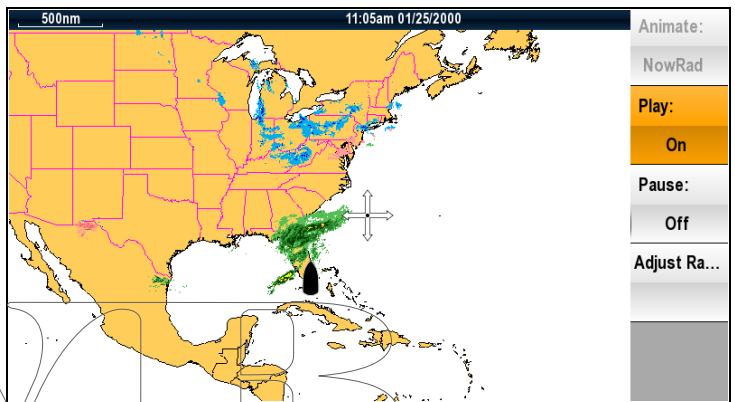 500nm
11:05am 01/25/2000
Animate:
NowRad
Play:
On
Pause:
Off
Adjust Ra...